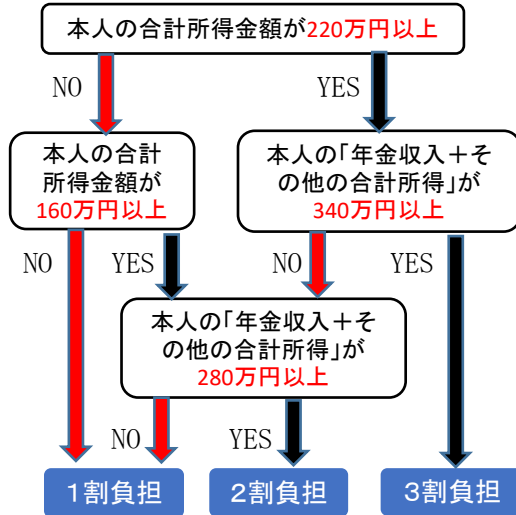 本人の合計所得金額が220万円以上
NO
YES
本人の合計
所得金額が
160万円以上
本人の「年金収入＋そ
の他の合計所得」が
340万円以上
NO
YES
NO
YES
本人の「年金収入＋そ
の他の合計所得」が
280万円以上
NO
YES
１割負担
２割負担
３割負担